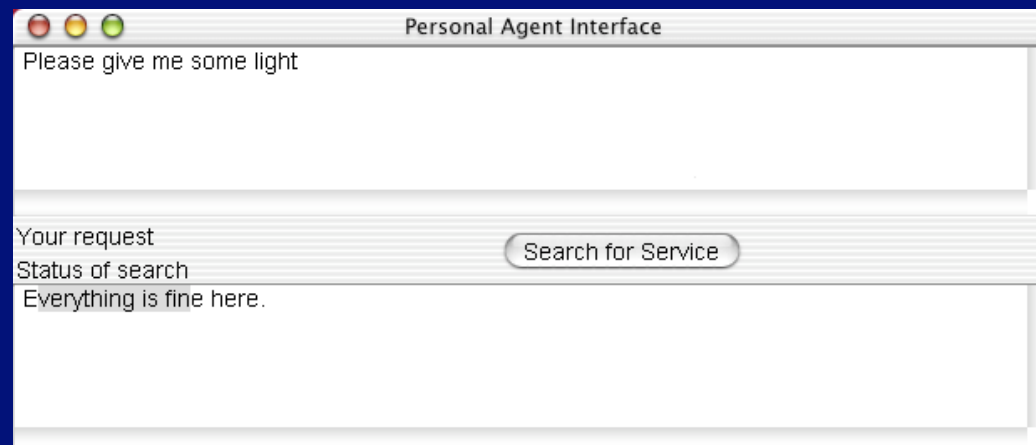 Personal Agent Interface
Please give me some light
Your request
Search for Service
Status of search
Everything is fine here.